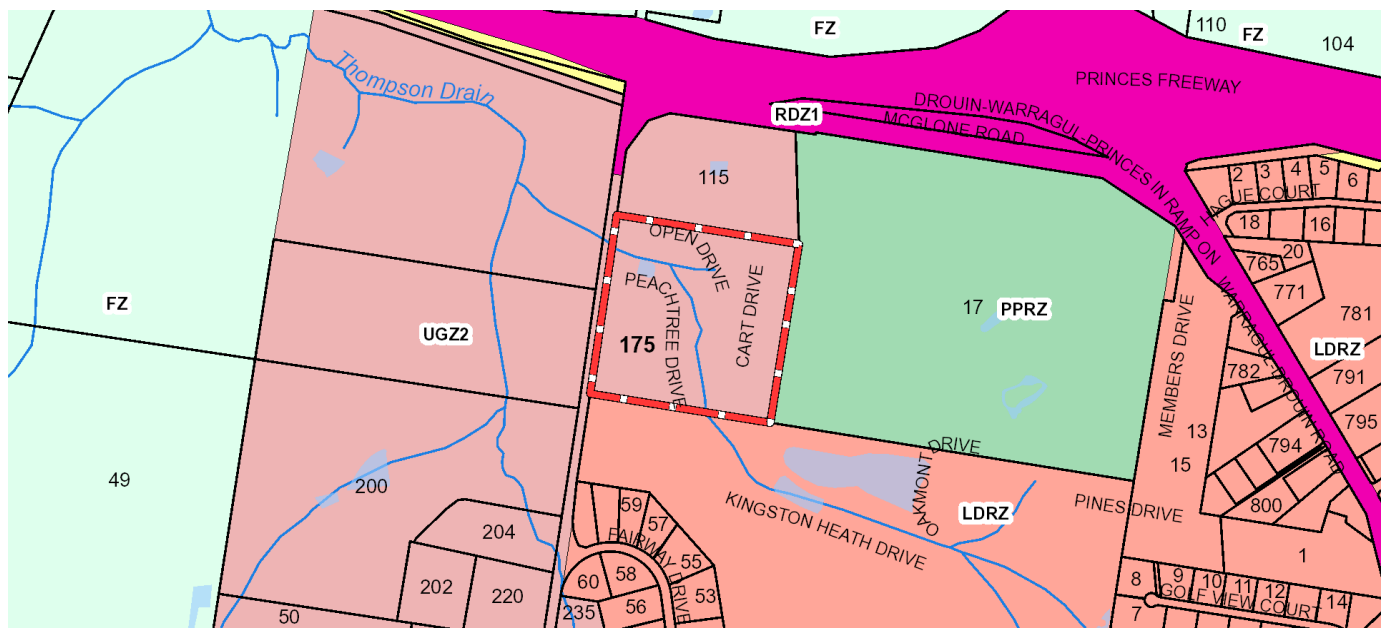 FZ
110
FZ
104
PRINCES FREEWAY
Thompson Drain
DROUIN-WARRAGUL-PRINCES IN RAMP ON
RDZ1
MCGLONE ROAD
115
2
3
4
5
6
TAGUE COURT
18
16
OPEN DRIVE
20
765
771
PEACHTREE DRIVE
CART DRIVE
17
PPRZ
781
FZ
UGZ2
175
MEMBERS DRIVE
WARRAGUL-DROUIN ROAD
LDRZ
782
791
795
13
794
15
49
200
OAKMONT DRIVE
59
57
KINGSTON HEATH DRIVE
LDRZ
PINES DRIVE
800
204
FAIRWAY DRIVE
55
1
202
220
60
58
53
8
9
10
11
12
14
GOLF VIEW COURT
50
235
56
7